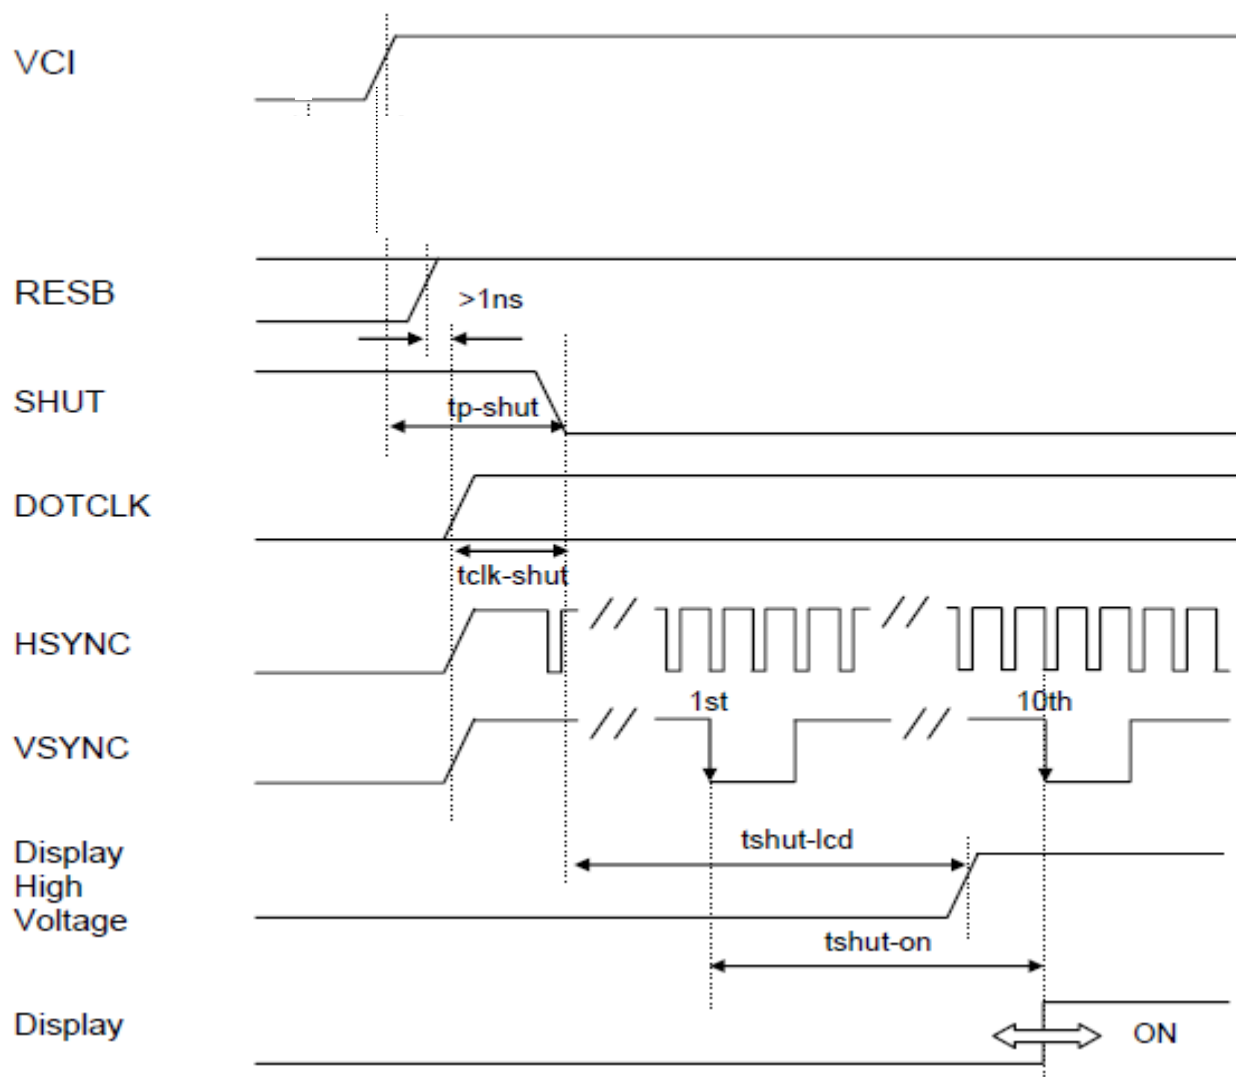 VCI
RESB
>1ns
SHUT
tp-shut
DOTCLK
tclk-shut
HSYNC
1st
10th
VSYNC
Display
High
Voltage
tshut-lcd
tshut-on
Display
ON